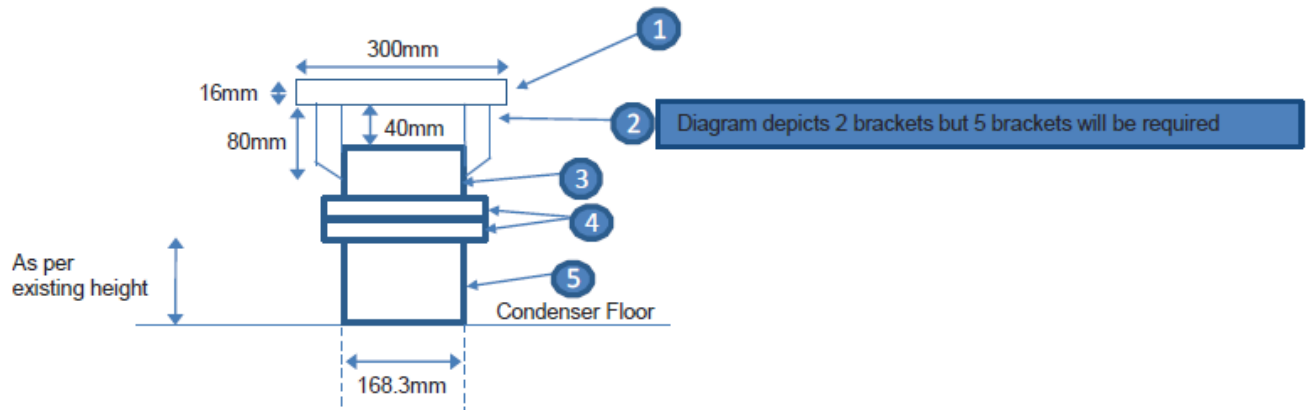 1
300mm
16mm
2
Diagram depicts 2 brackets but 5 brackets will be required
40mm
80mm
3
4
As per
existing height
5
Condenser Floor
168.3mm